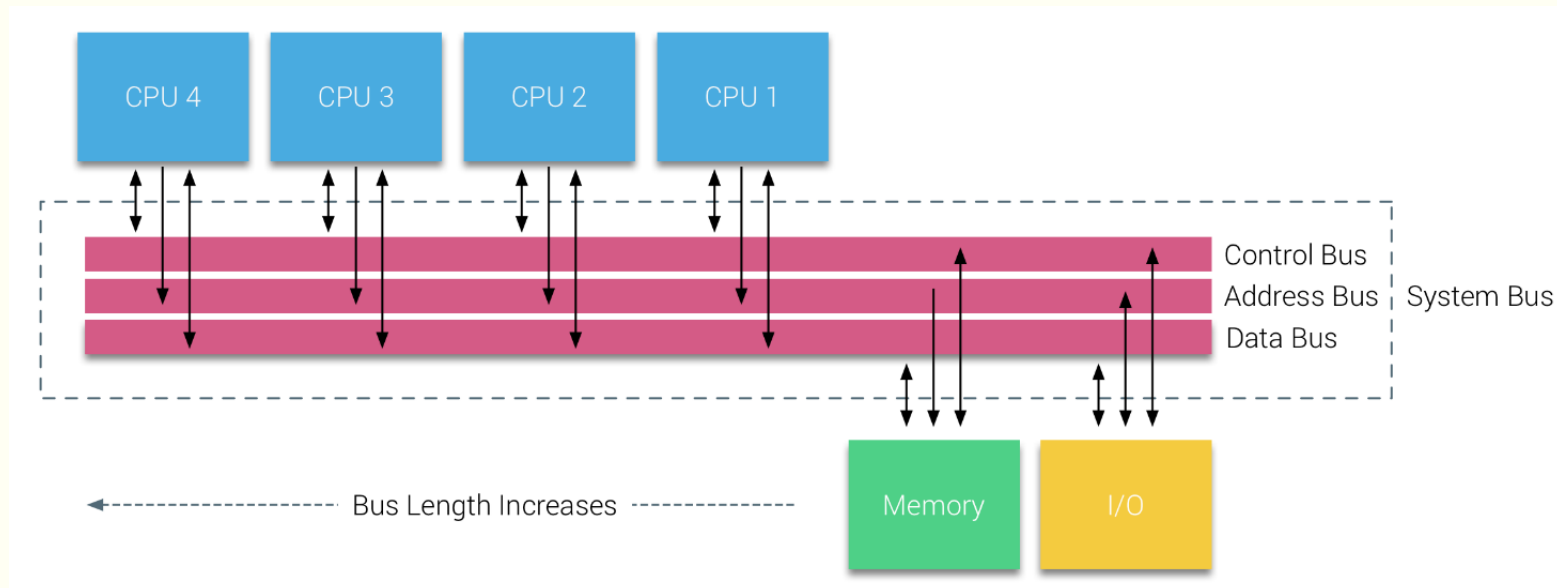 CPU 4
CPU 3
CPU 2
CPU 1
Control Bus
Address Bus
System Bus
Data Bus
Bus Length Increases
Memory
I/O